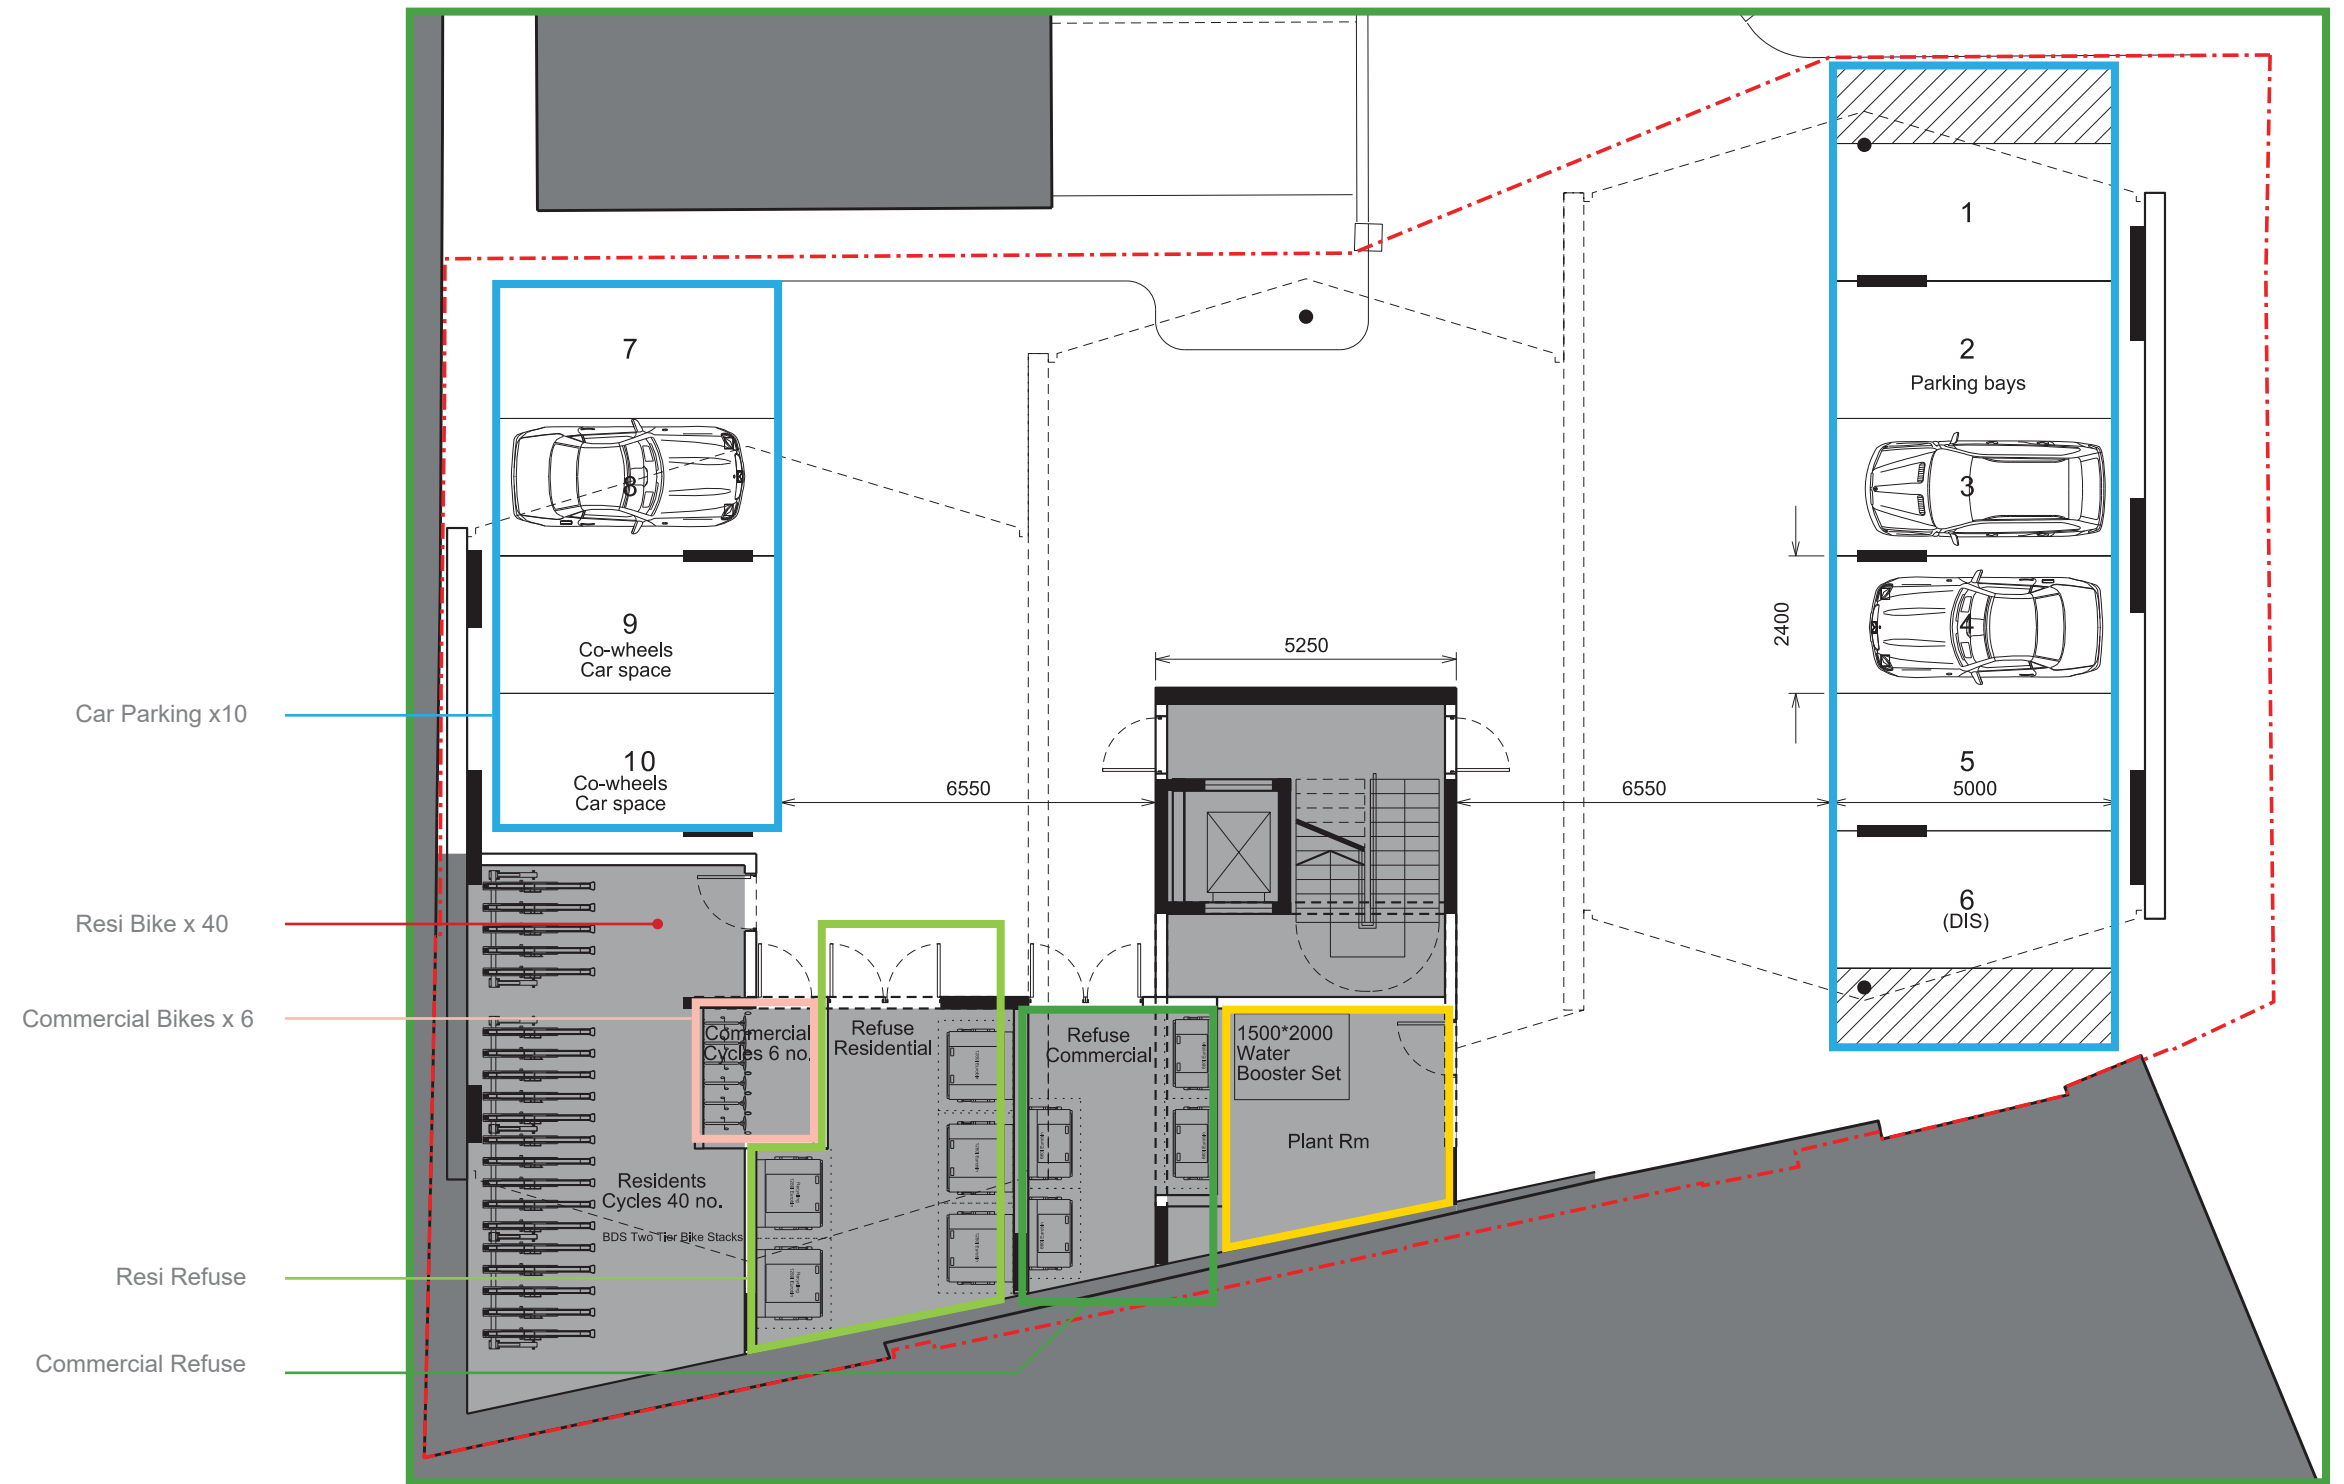 1
2
Parking bays
3
4
2400
5
5000
6
(DIS)
7
8
9
Co-wheels
Car space
10
Co-wheels
Car space
5250
6550
6550
Car Parking x10
Resi Bike x 40
Commercial Bikes x 6
Resi Refuse
Commercial Refuse
Commercial
Cycles 6 no.
Refuse
Residential
Refuse
Commercial
1500*2000
Water
Booster Set
Plant Rm
Residents
Cycles 40 no.
BDS Two Tier Bike Stacks